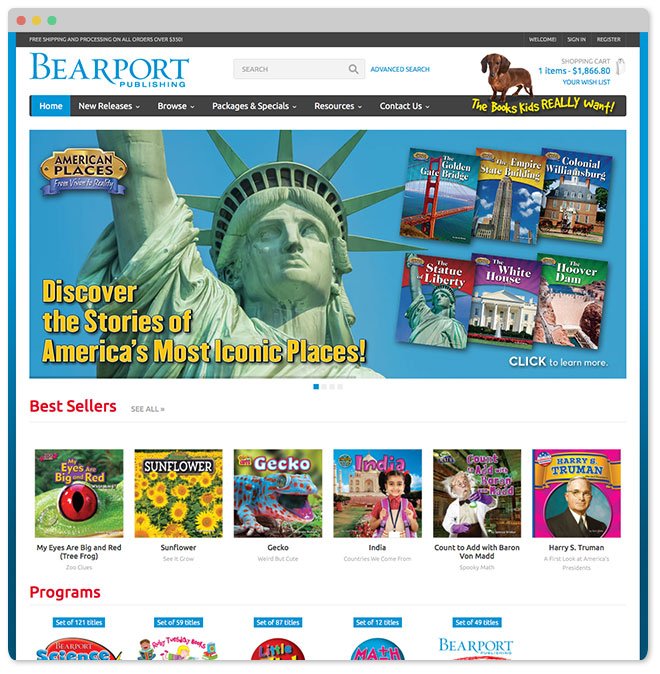 FREE SHIPPING AND PROCESSING ON ALL ORDERS OVER $350!
WELCOME! SIGN IN REGISTER
BEARPORT
PUBLISHING
SEARCH
ADVANCED SEARCH
SHOPPING CART
1 items - $1,866.80
YOUR WISH LIST
Home New Releases Browse Packages & Specials Resources Contact Us
The Books Kids REALLY Want!
AMERICAN
PLACES
From Vision to Reality
The Golden Gate Bridge
The Empire State Building
Colonial Williamsburg
The Statue of Liberty
The White House
The Hoover Dam
Discover
the Stories of
America's Most Iconic Places!
CLICK to learn more.
Best Sellers SEE ALL »
My Eyes Are Big and Red
SUNFLOWER
Gecko
India
Count to Add with Baron Von Madd
HARRY S. TRUMAN
My Eyes Are Big and Red
(Tree Frog)
Zoo Clues
Sunflower
See It Grow
Gecko
Weird But Cute
India
Countries We Come From
Count to Add with Baron
Von Madd
Spooky Math
Harry S. Truman
A First Look at America's
Presidents
Programs
Set of 121 titles
Set of 59 titles
Set of 87 titles
Set of 12 titles
Set of 49 titles
BEARPORT
Science
Ruby Tuesday Books
Little
MATH
BEARPORT
PUBLISHING